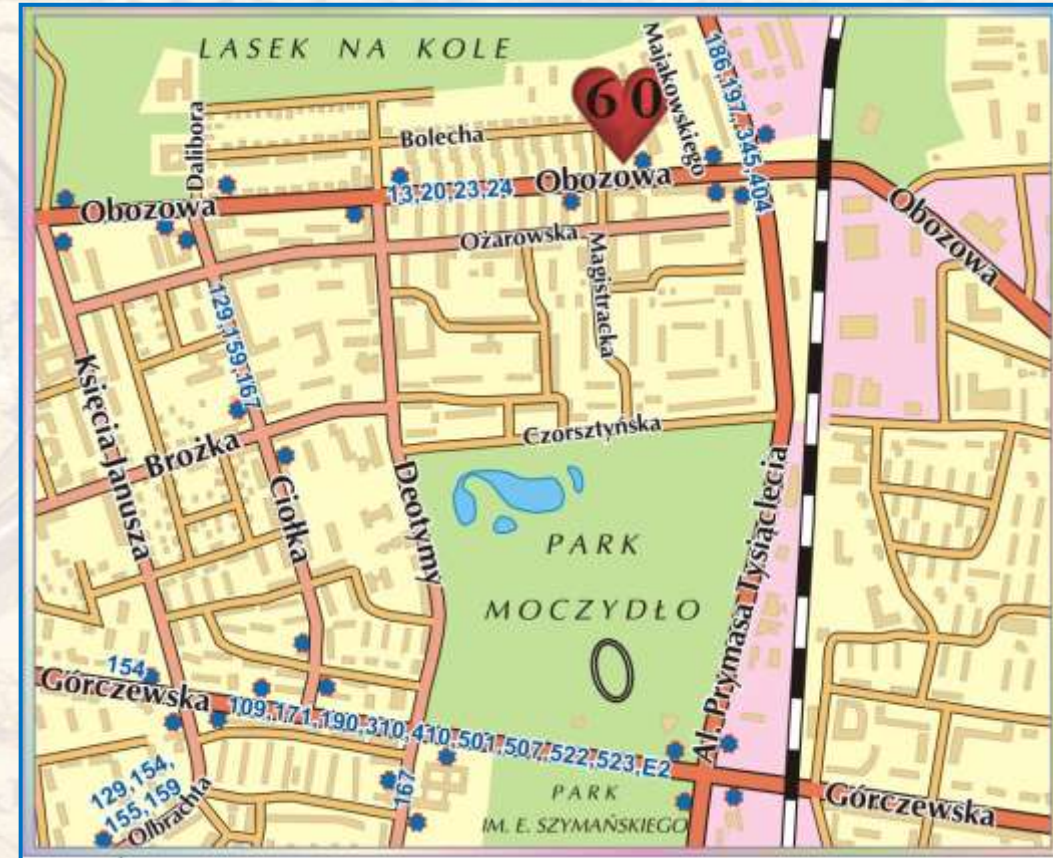 LASEK NA KOLE
Majakowskiego
186,197,345,404
60
Dalibora
Bolecha
Obozowa
13,20,23,24
Obozowa
Obozowa
Ożarowska
Magistracka
129,159,167
Księcia Janusza
Brożka
Ciołka
Czorsztyńska
Deotymy
PARK
MOCZYDŁO
Al. Prymasa Tysiąclecia
154
Górczewska
109,171,190,310,410,501,507,522,523,E2
129,154,
155,159
Olbrachta
167
PARK
IM. E. SZYMAŃSKIEGO
Górczewska